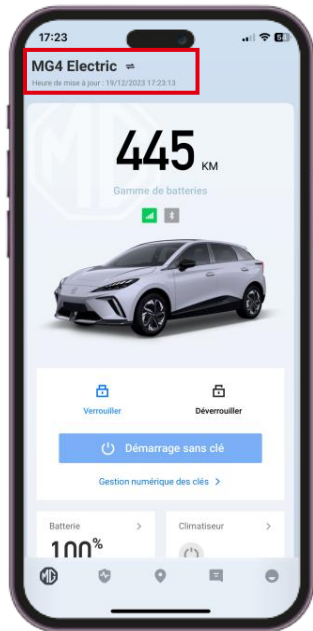 17:23
MG4 Electric
Heure de mise à jour : 19/12/2023 17:23:13
445 KM
Gamme de batteries
Verrouiller
Déverrouiller
Démarrage sans clé
Gestion numérique des clés >
Batterie >
Climatiseur >
100%